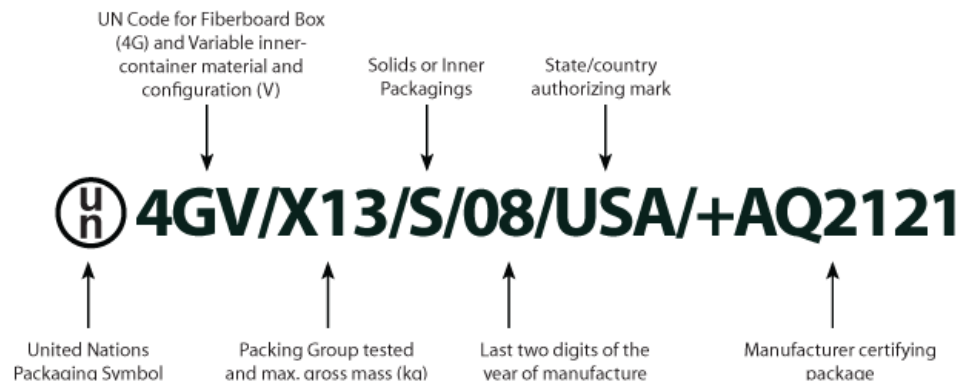 UN Code for Fiberboard Box
(4G) and Variable inner-
container material and
configuration (V)
Solids or Inner
Packagings
State/country
authorizing mark
un 4GV/X13/S/08/USA/+AQ2121
United Nations
Packaging Symbol
Packing Group tested
and max. gross mass (kg)
Last two digits of the
year of manufacture
Manufacturer certifying
package